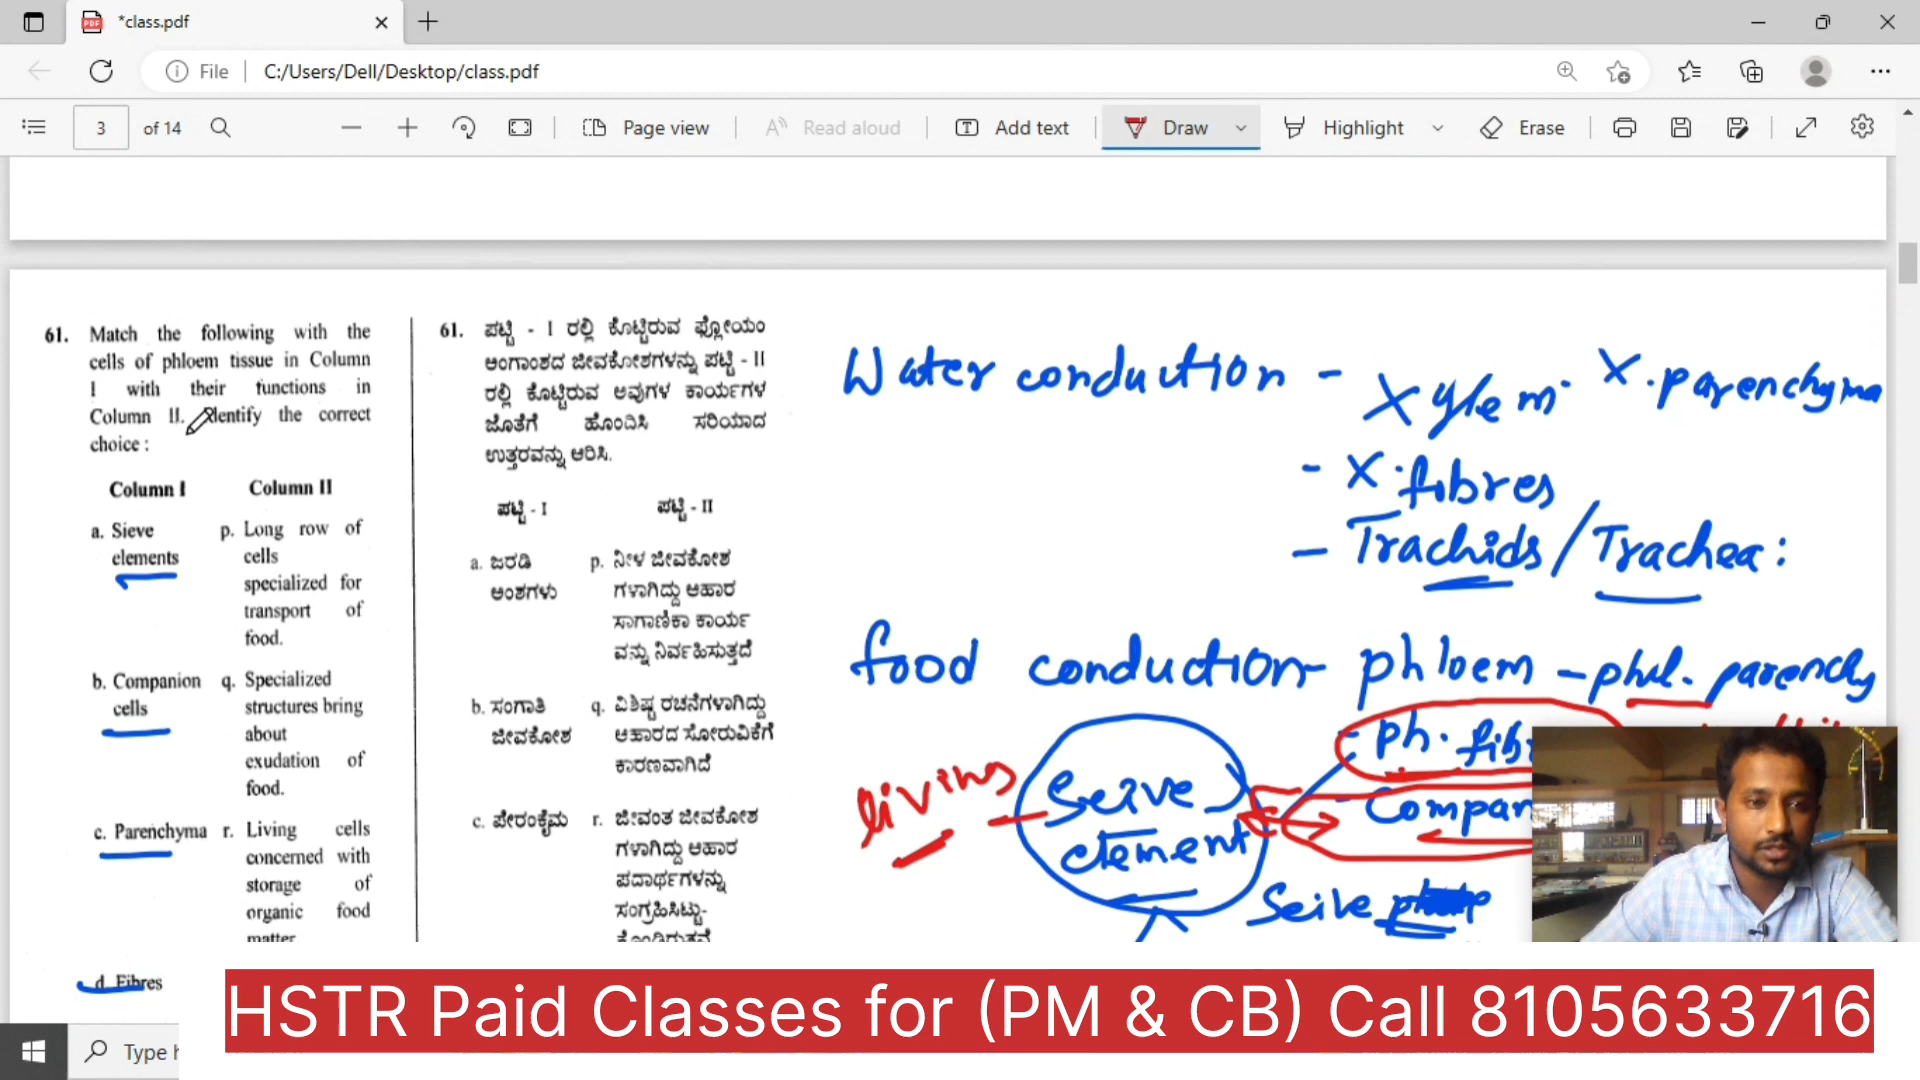 *class.pdf
File
C:/Users/Dell/Desktop/class.pdf
3 of 14
Page view
Read aloud
Add text
Draw
Highlight
Erase
61. Match the following with the
cells of phloem tissue in Column
I with their functions in
Column II. Identify the correct
choice :
Column I Column II
a. Sieve
elements
p. Long row of
cells
specialized for
transport of
food.
b. Companion
cells
q. Specialized
structures bring
about
exudation of
food.
c. Parenchyma
r. Living cells
concerned with
storage of
organic food
matter
d. Fibres
61. ಪಟ್ಟಿ - I ರಲ್ಲಿ ಕೊಟ್ಟಿರುವ ಫ್ಲೋಯಂ
ಅಂಗಾಂಶದ ಜೀವಕೋಶಗಳನ್ನು ಪಟ್ಟಿ - II
ರಲ್ಲಿ ಕೊಟ್ಟಿರುವ ಅವುಗಳ ಕಾರ್ಯಗಳ
ಜೊತೆಗೆ ಹೊಂದಿಸಿ ಸರಿಯಾದ
ಉತ್ತರವನ್ನು ಆರಿಸಿ.
ಪಟ್ಟಿ - I ಪಟ್ಟಿ - II
a. ಜರಡಿ
ಅಂಶಗಳು
p. ನೀಳ ಜೀವಕೋಶ
ಗಳಾಗಿದ್ದು ಆಹಾರ
ಸಾಗಾಣಿಕಾ ಕಾರ್ಯ
ವನ್ನು ನಿರ್ವಹಿಸುತ್ತದೆ
b. ಸಂಗಾತಿ
ಜೀವಕೋಶ
q. ವಿಶಿಷ್ಟ ರಚನೆಗಳಾಗಿದ್ದು
ಆಹಾರದ ಸೋರುವಿಕೆಗೆ
ಕಾರಣವಾಗಿದೆ
c. ಪೇರಂಕೈಮ
r. ಜೀವಂತ ಜೀವಕೋಶ
ಗಳಾಗಿದ್ದು ಆಹಾರ
ಪದಾರ್ಥಗಳನ್ನು
ಸಂಗ್ರಹಿಸಿಟ್ಟು-
ಕೊಂಡಿರುತ್ತವೆ
Water conduction - Xylem - X.parenchyma
- X.fibres
- Trachids / Trachea:
food conduction - phloem - phl. parenchy
- ph. fib
- Compan
living - Seive
element
Seive
HSTR Paid Classes for (PM & CB) Call 8105633716
Type h